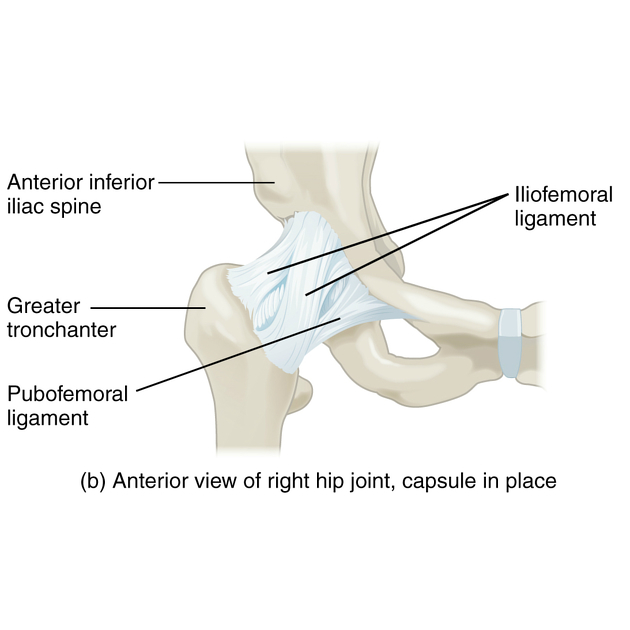 Anterior inferior
iliac spine
Iliofemoral
ligament
Greater
tronchanter
Pubofemoral
ligament
(b) Anterior view of right hip joint, capsule in place